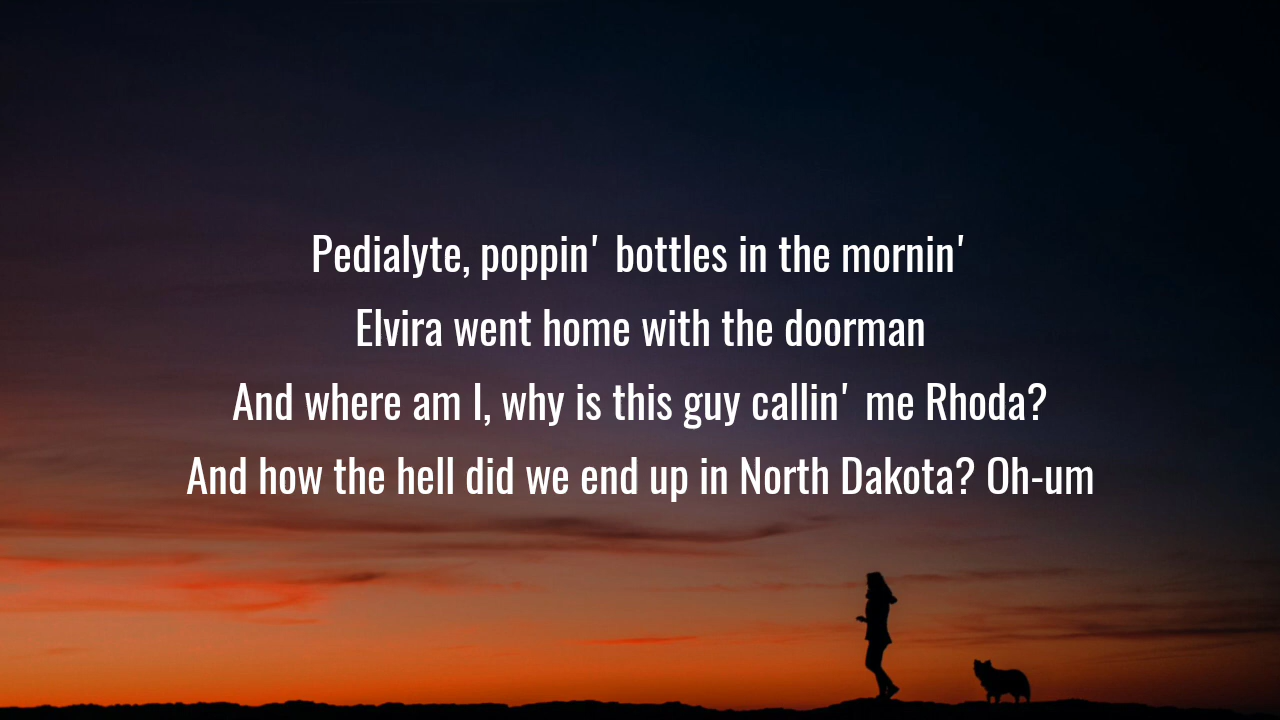 Pedialyte, poppin' bottles in the mornin'
Elvira went home with the doorman
And where am I, why is this guy callin' me Rhoda?
And how the hell did we end up in North Dakota? Oh-um